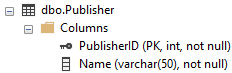 dbo.Publisher
Columns
PublisherID (PK, int, not null)
Name (varchar(50), not null)